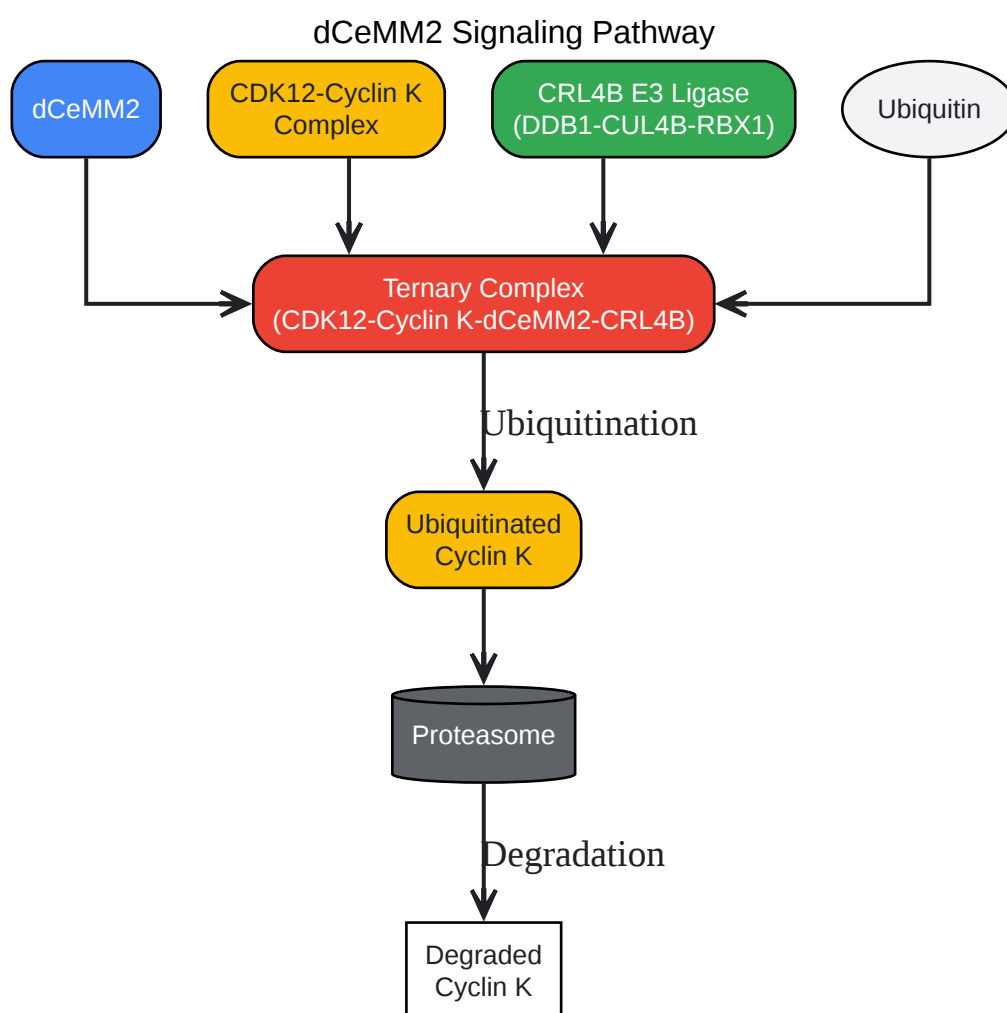 dCeMM2 Signaling Pathway
dCeMM2
CDK12-Cyclin K
Complex
CRL4B E3 Ligase
(DDB1-CUL4B-RBX1)
Ubiquitin
Ternary Complex
(CDK12-Cyclin K-dCeMM2-CRL4B)
Ubiquitination
Ubiquitinated
Cyclin K
Proteasome
Degradation
Degraded
Cyclin K